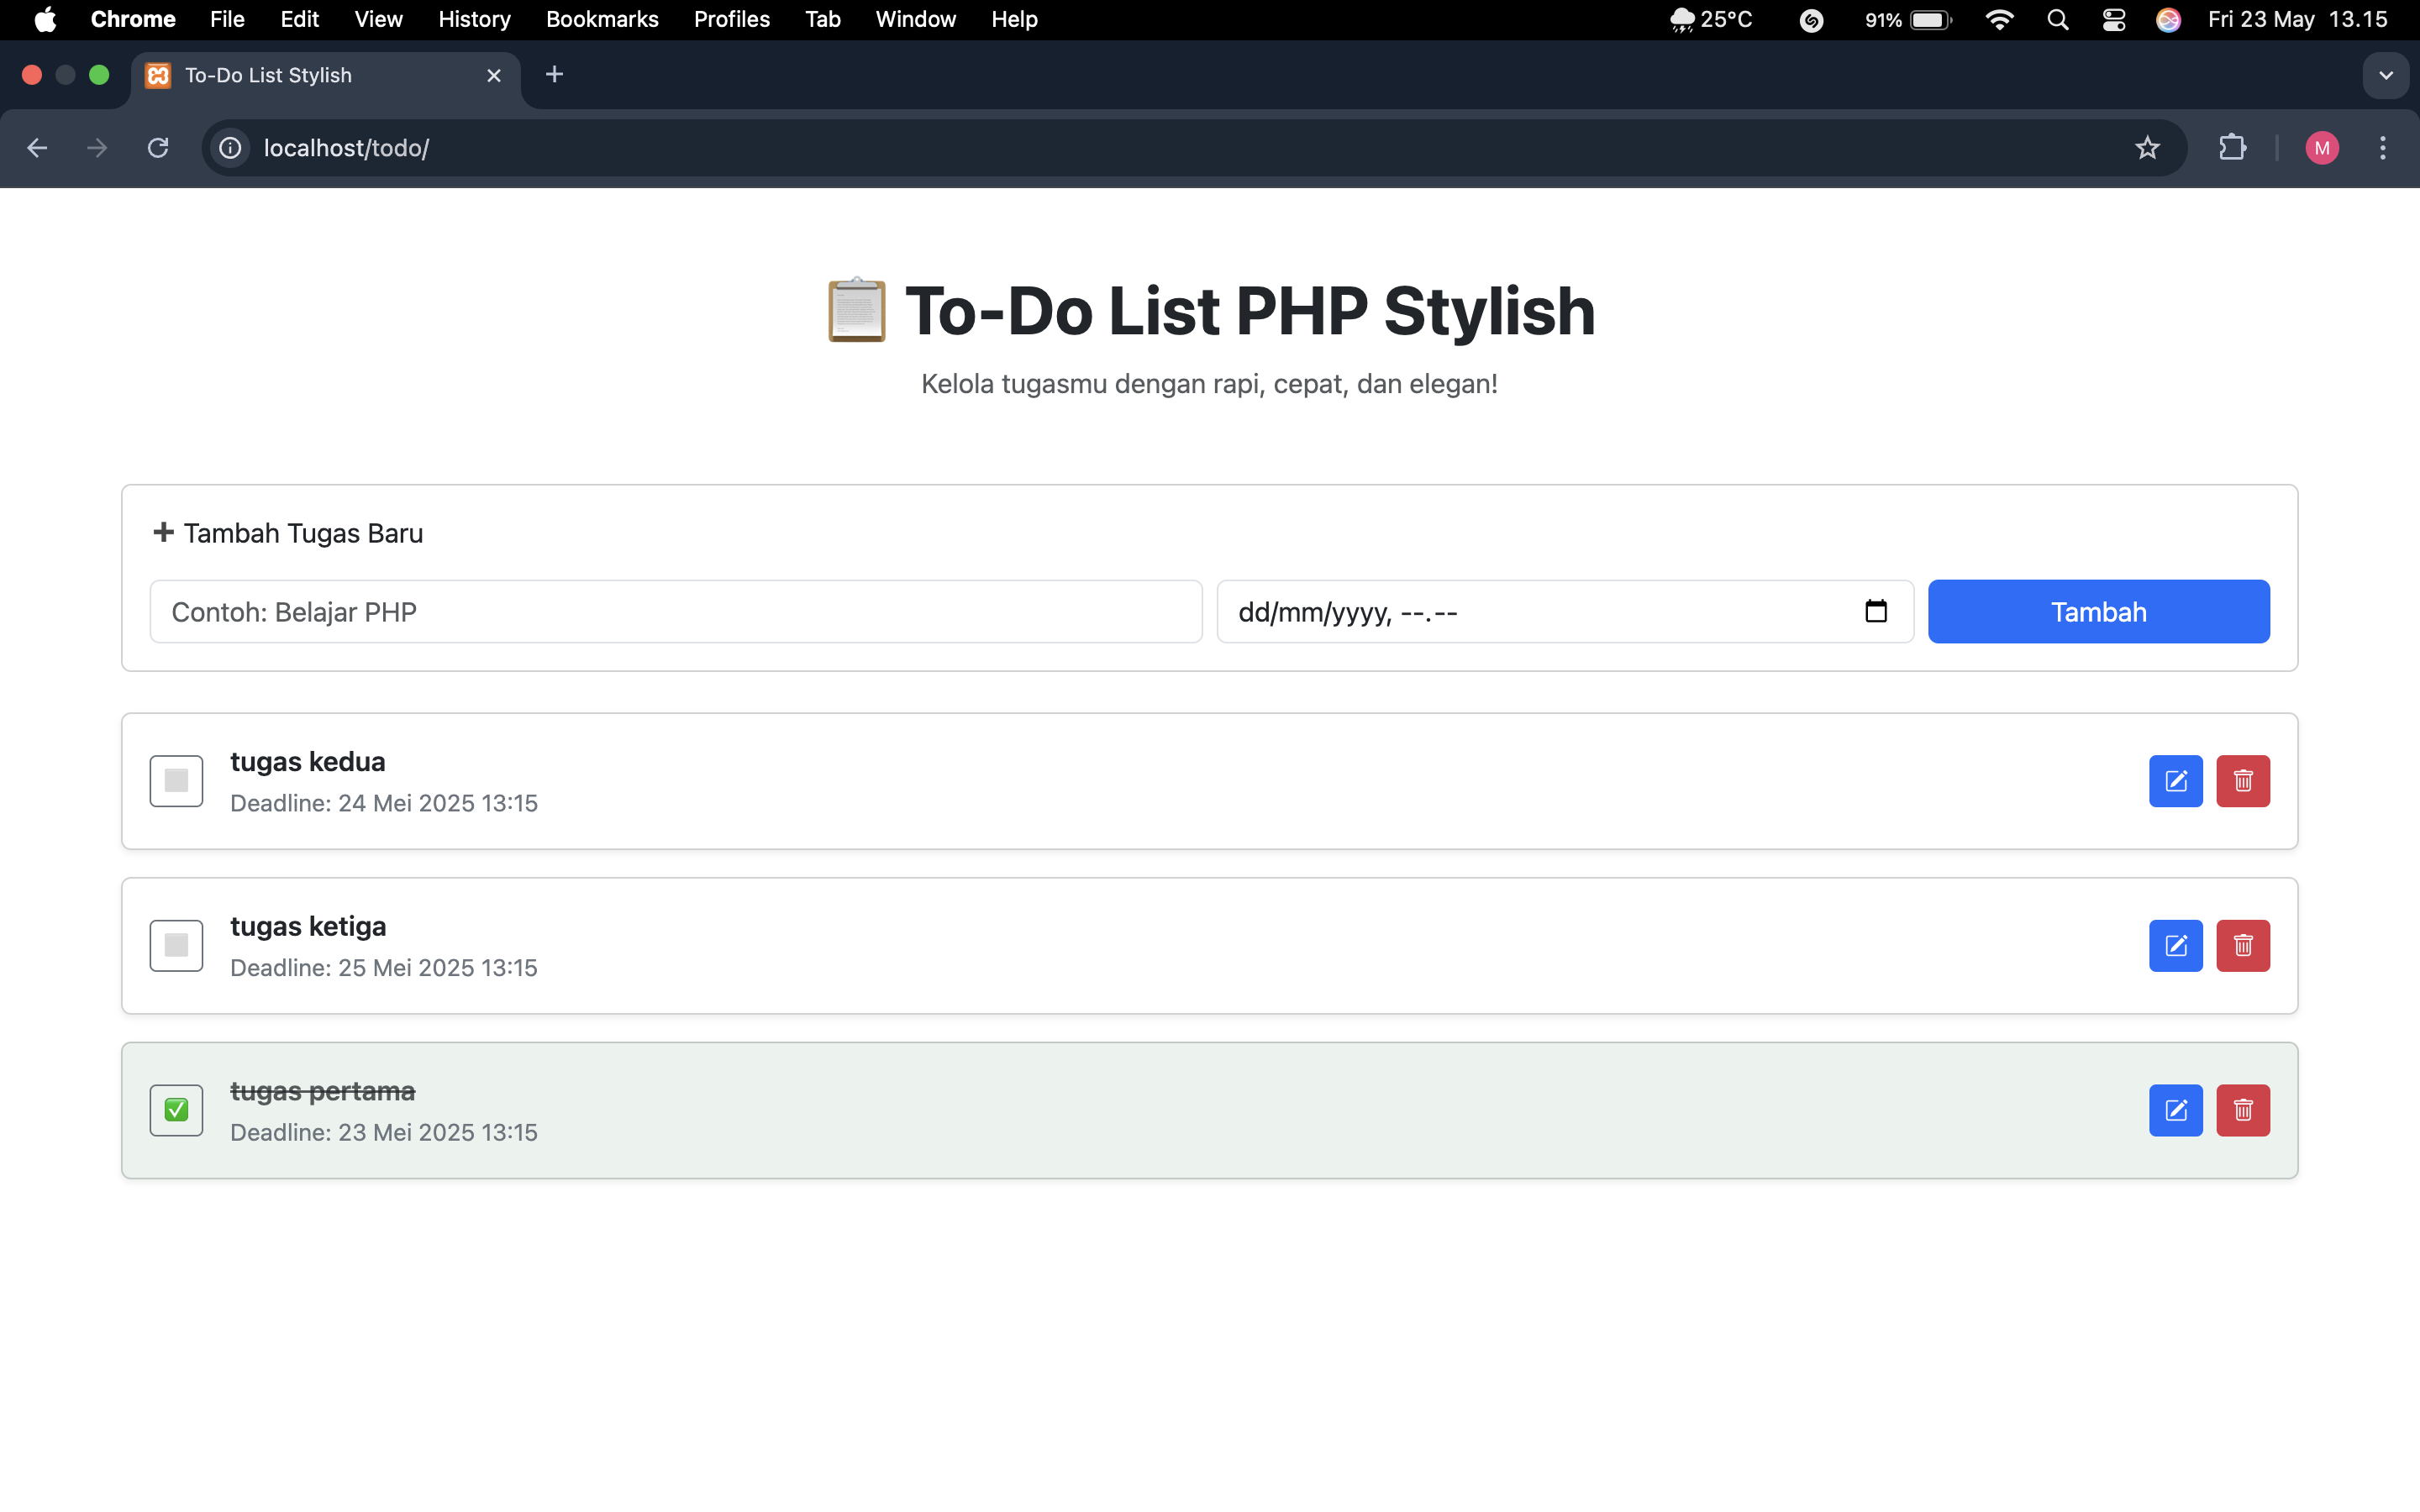 Chrome File Edit View History Bookmarks Profiles Tab Window Help 25°C 91% Fri 23 May 13.15
To-Do List Stylish
localhost/todo/
M
To-Do List PHP Stylish
Kelola tugasmu dengan rapi, cepat, dan elegan!
Tambah Tugas Baru
Contoh: Belajar PHP dd/mm/yyyy, --.-- Tambah
tugas kedua
Deadline: 24 Mei 2025 13:15
tugas ketiga
Deadline: 25 Mei 2025 13:15
tugas pertama
Deadline: 23 Mei 2025 13:15